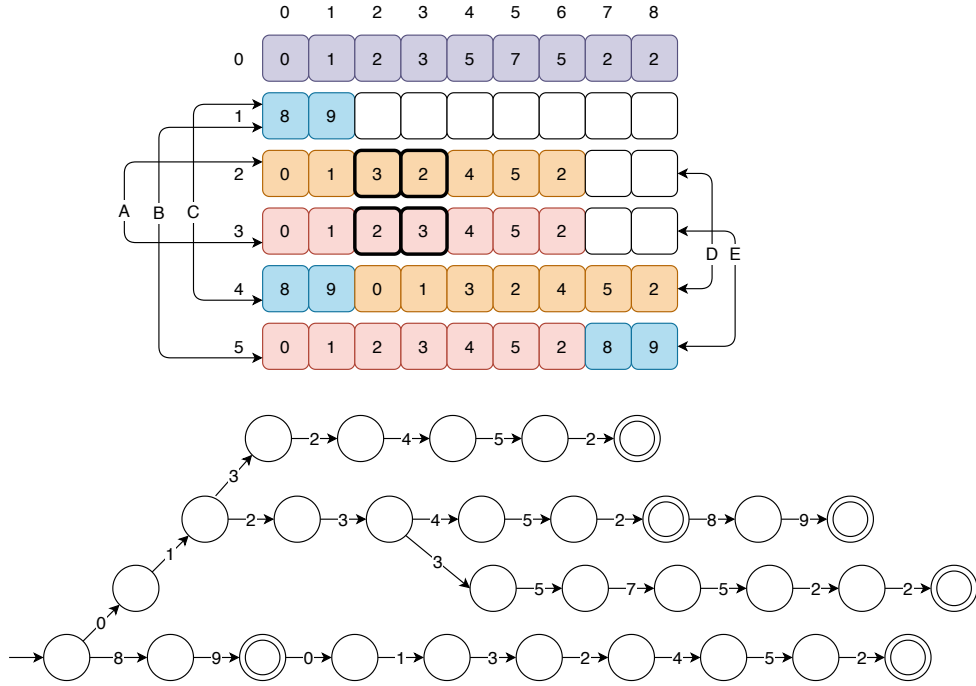 0 1 2 3 4 5 6 7 8
0 0 1 2 3 5 7 5 2 2
1 8 9
2 0 1 3 2 4 5 2
A B C
3 0 1 2 3 4 5 2
D E
4 8 9 0 1 3 2 4 5 2
5 0 1 2 3 4 5 2 8 9
2 4 5 2
3
2 3 4 5 2 8 9
1
3
5 7 5 2 2
0
8 9 0 1 3 2 4 5 2